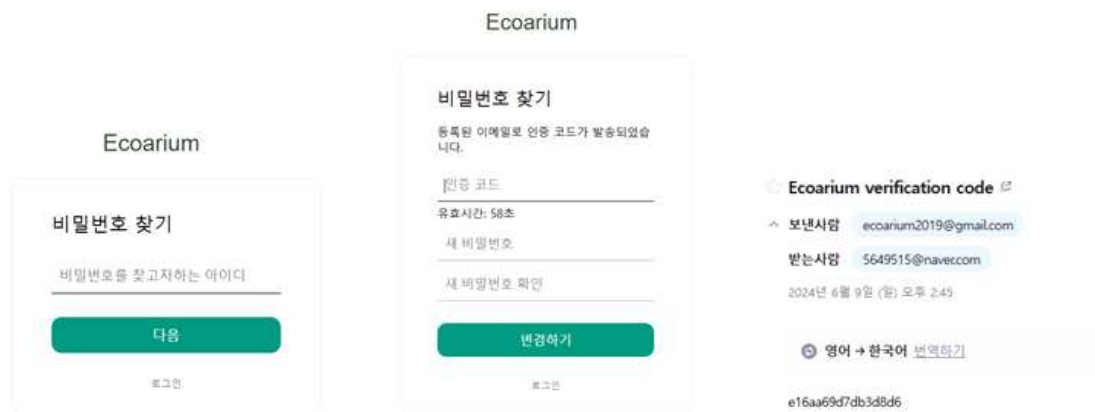 Ecoarium
비밀번호 찾기
비밀번호를 찾고자하는 아이디
다음
로그인
Ecoarium
비밀번호 찾기
등록된 이메일로 인증 코드가 발송되었습
니다.
인증 코드
유효시간: 58초
새 비밀번호
새 비밀번호 확인
변경하기
로그인
Ecoarium verification code
보낸사람 ecoarium2019@gmail.com
받는사람 5649515@naver.com
2024년 6월 9일 (일) 오후 2:45
영어 → 한국어 번역하기
e16aa69d7db3d8d6